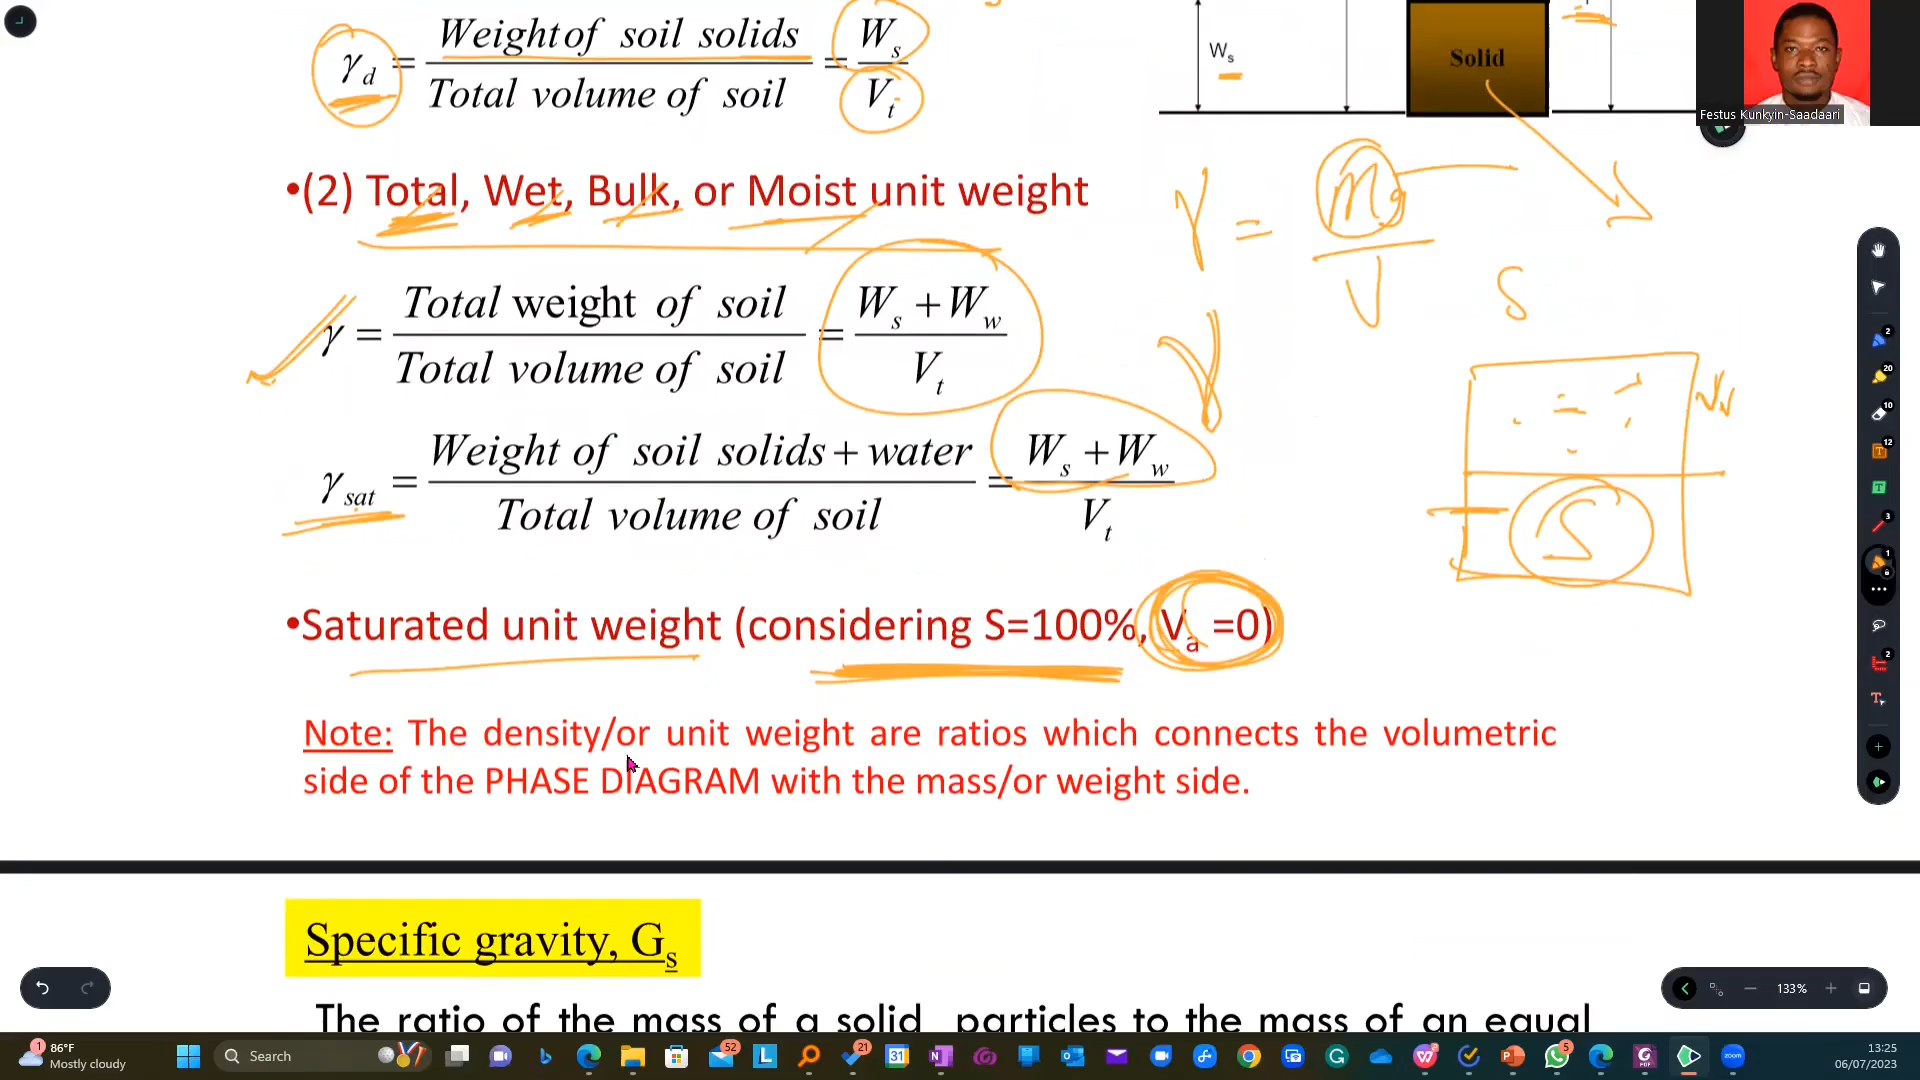 γd = Weight of soil solids / Total volume of soil = Ws / Vt
Ws
Solid
Festus Kunkyin-Saadaari
•(2) Total, Wet, Bulk, or Moist unit weight
γ = m / V
S
γ = Total weight of soil / Total volume of soil = Ws + Ww / Vt
γ
γsat = Weight of soil solids + water / Total volume of soil = Ws + Ww / Vt
S
•Saturated unit weight (considering S=100%, Va =0)
Note: The density/or unit weight are ratios which connects the volumetric
side of the PHASE DIAGRAM with the mass/or weight side.
Specific gravity, Gs
The ratio of the mass of a solid particles to the mass of an equal
133%
86°F
Mostly cloudy
Search
13:25
06/07/2023